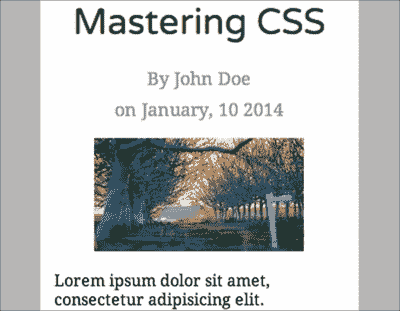 Mastering CSS
By John Doe
on January, 10 2014
Lorem ipsum dolor sit amet,
consectetur adipisicing elit.